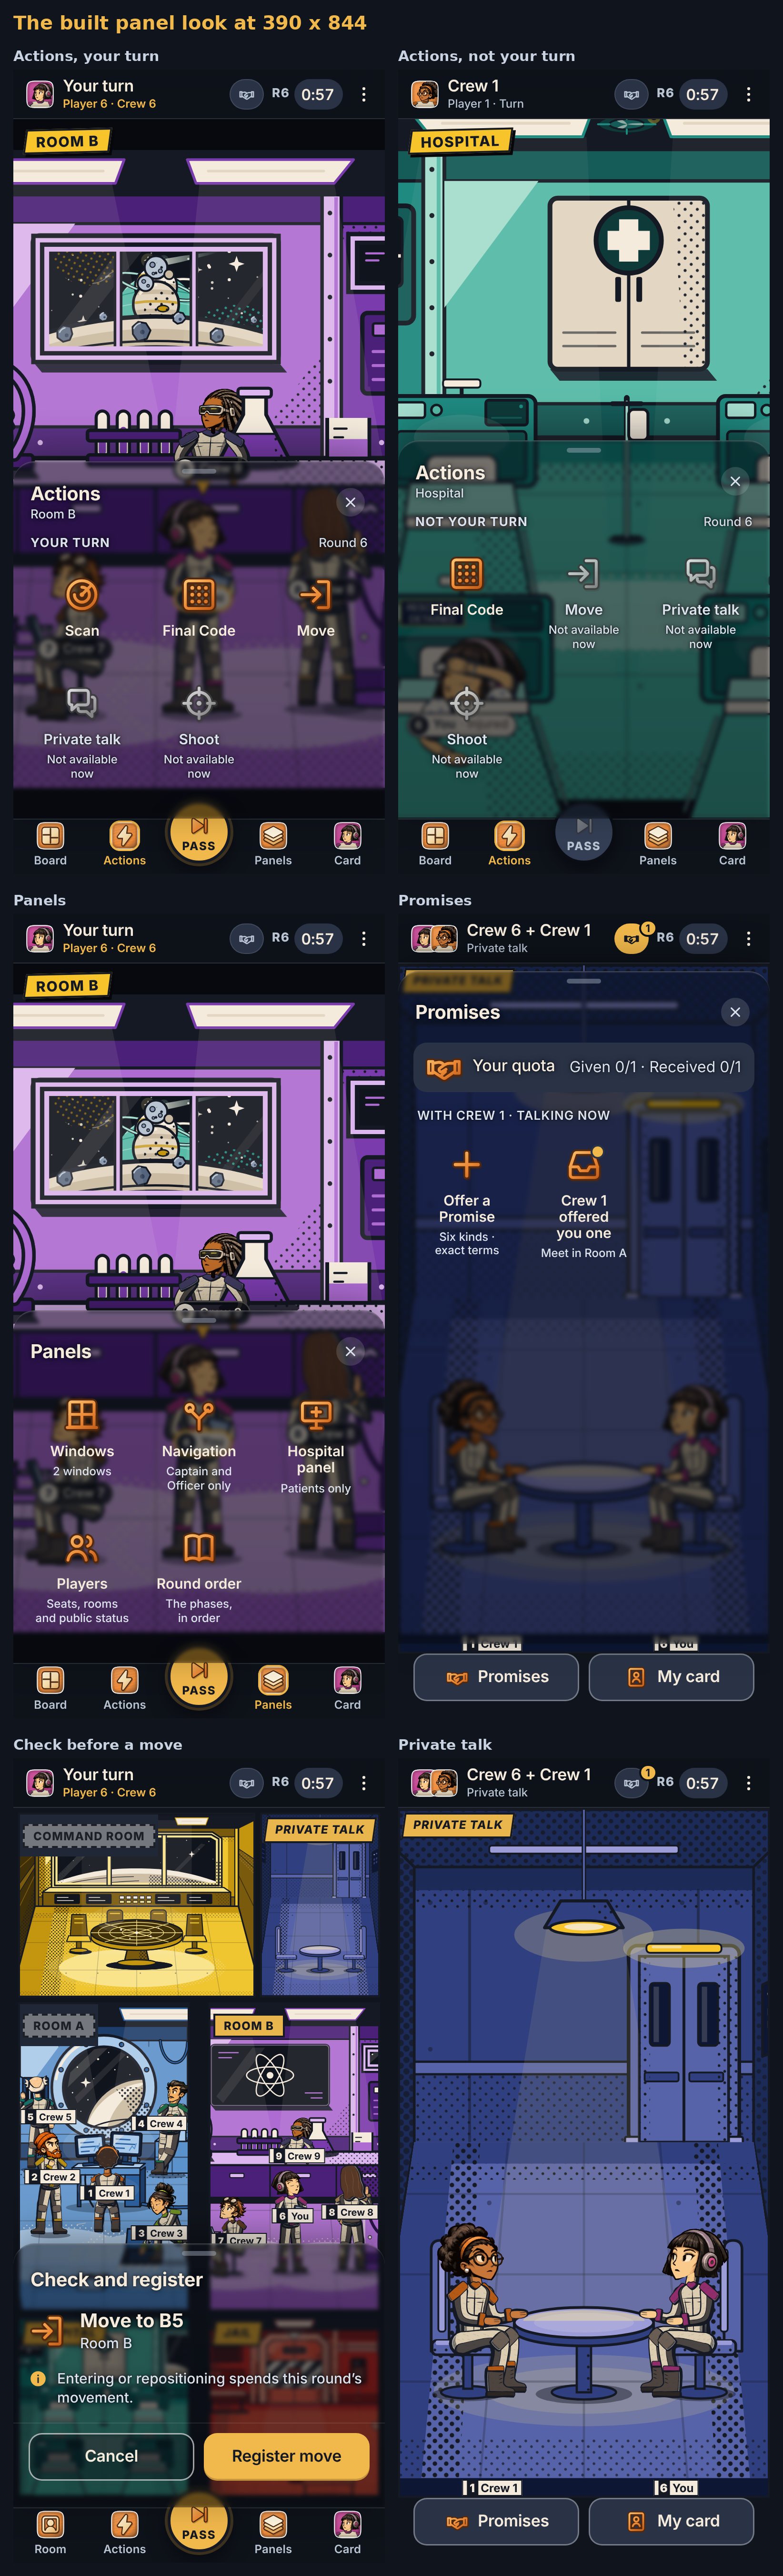 The built panel look at 390 x 844
Actions, your turn
Your turn
Player 6 · Crew 6
R6
0:57
ROOM B
Actions
Room B
YOUR TURN
Round 6
Scan
Final Code
Move
Private talk
Not available
now
Shoot
Not available
now
Board
Actions
PASS
Panels
Card
Actions, not your turn
Crew 1
Player 1 · Turn
R6
0:57
HOSPITAL
Actions
Hospital
NOT YOUR TURN
Round 6
Final Code
Move
Not available
now
Private talk
Not available
now
Shoot
Not available
now
Board
Actions
PASS
Panels
Card
Panels
Your turn
Player 6 · Crew 6
R6
0:57
ROOM B
Panels
Windows
2 windows
Navigation
Captain and
Officer only
Hospital
panel
Patients only
Players
Seats, rooms
and public status
Round order
The phases,
in order
Board
Actions
PASS
Panels
Card
Promises
Crew 6 + Crew 1
Private talk
1
R6
0:57
PRIVATE TALK
Promises
Your quota
Given 0/1 · Received 0/1
WITH CREW 1 · TALKING NOW
Offer a
Promise
Six kinds ·
exact terms
Crew 1
offered
you one
Meet in Room A
1 Crew 1
6 You
Promises
My card
Check before a move
Your turn
Player 6 · Crew 6
R6
0:57
COMMAND ROOM
PRIVATE TALK
ROOM A
ROOM B
5 Crew 5
4 Crew 4
2 Crew 2
1 Crew 1
3 Crew 3
9 Crew 9
6 You
8 Crew 8
7 Crew 7
Check and register
Move to B5
Room B
Entering or repositioning spends this round’s
movement.
Cancel
Register move
Room
Actions
PASS
Panels
Card
Private talk
Crew 6 + Crew 1
Private talk
1
R6
0:57
PRIVATE TALK
1 Crew 1
6 You
Promises
My card